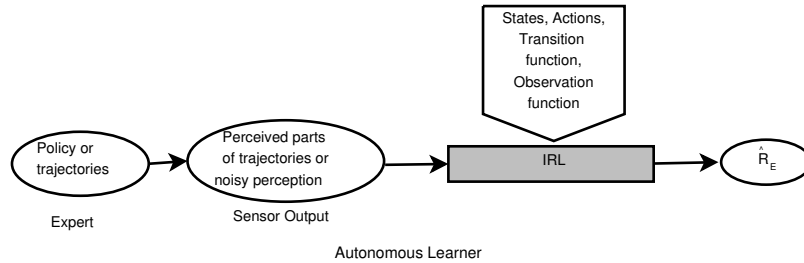 States, Actions,
Transition
function,
Observation
function
Policy or
trajectories
Perceived parts
of trajectories or
noisy perception
IRL
R̂_E
Expert
Sensor Output
Autonomous Learner